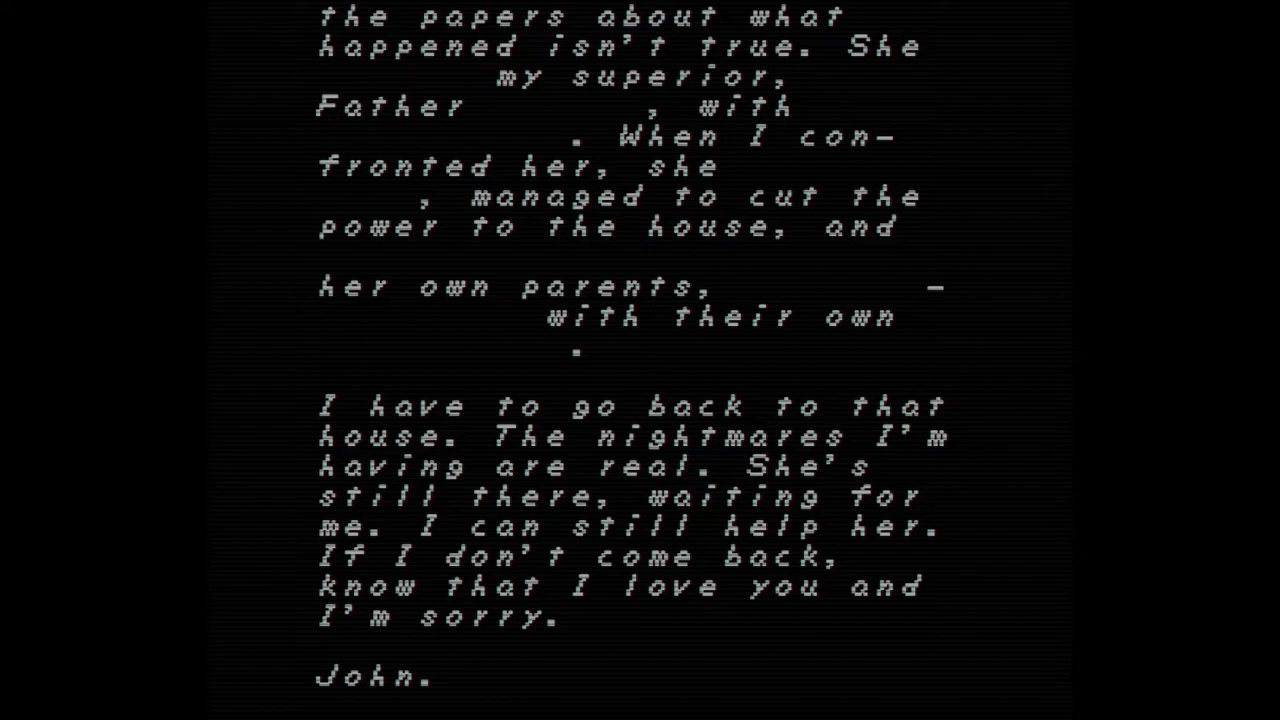 the papers about what
happened isn't true. She
my superior,
Father , with
. When I con-
fronted her, she
, managed to cut the
power to the house, and
her own parents, -
with their own
.
I have to go back to that
house. The nightmares I'm
having are real. She's
still there, waiting for
me. I can still help her.
If I don't come back,
know that I love you and
I'm sorry.
John.